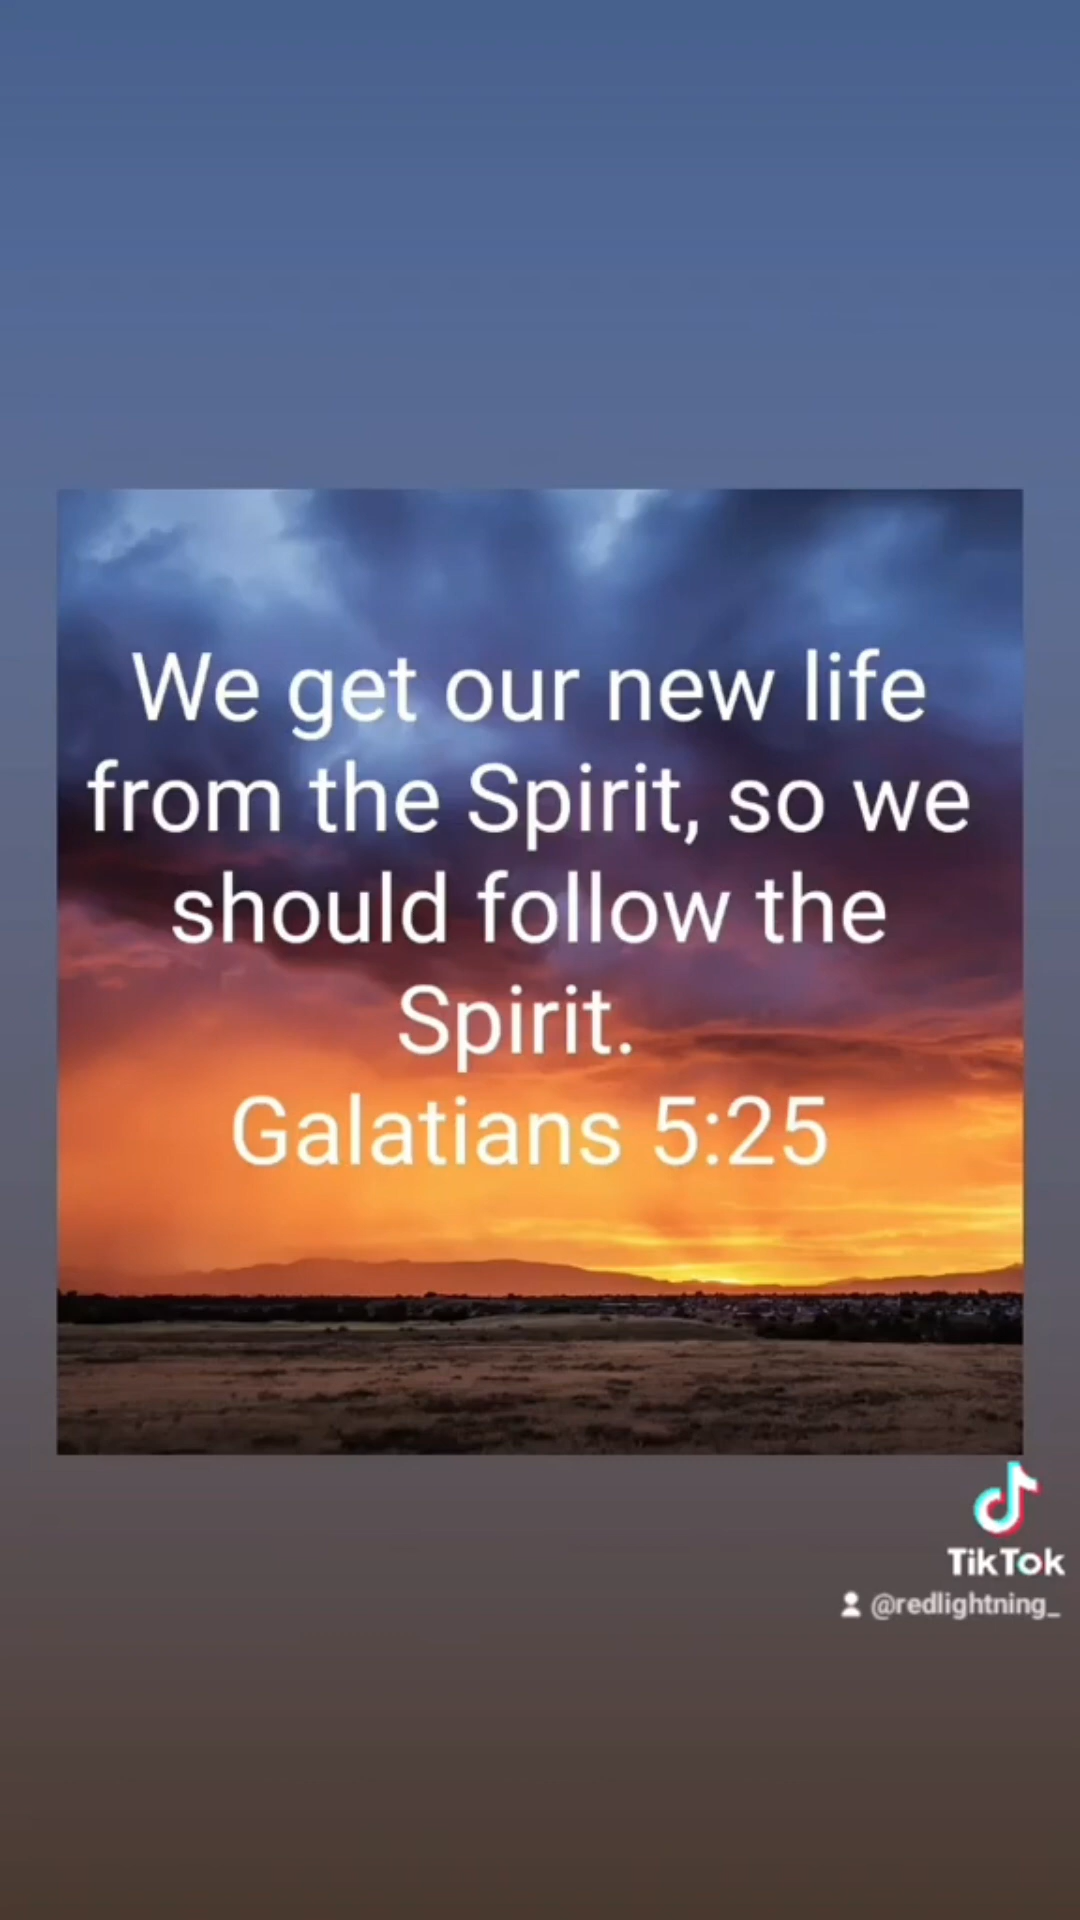 We get our new life
from the Spirit, so we
should follow the
Spirit.
Galatians 5:25
TikTok
@redlightning_